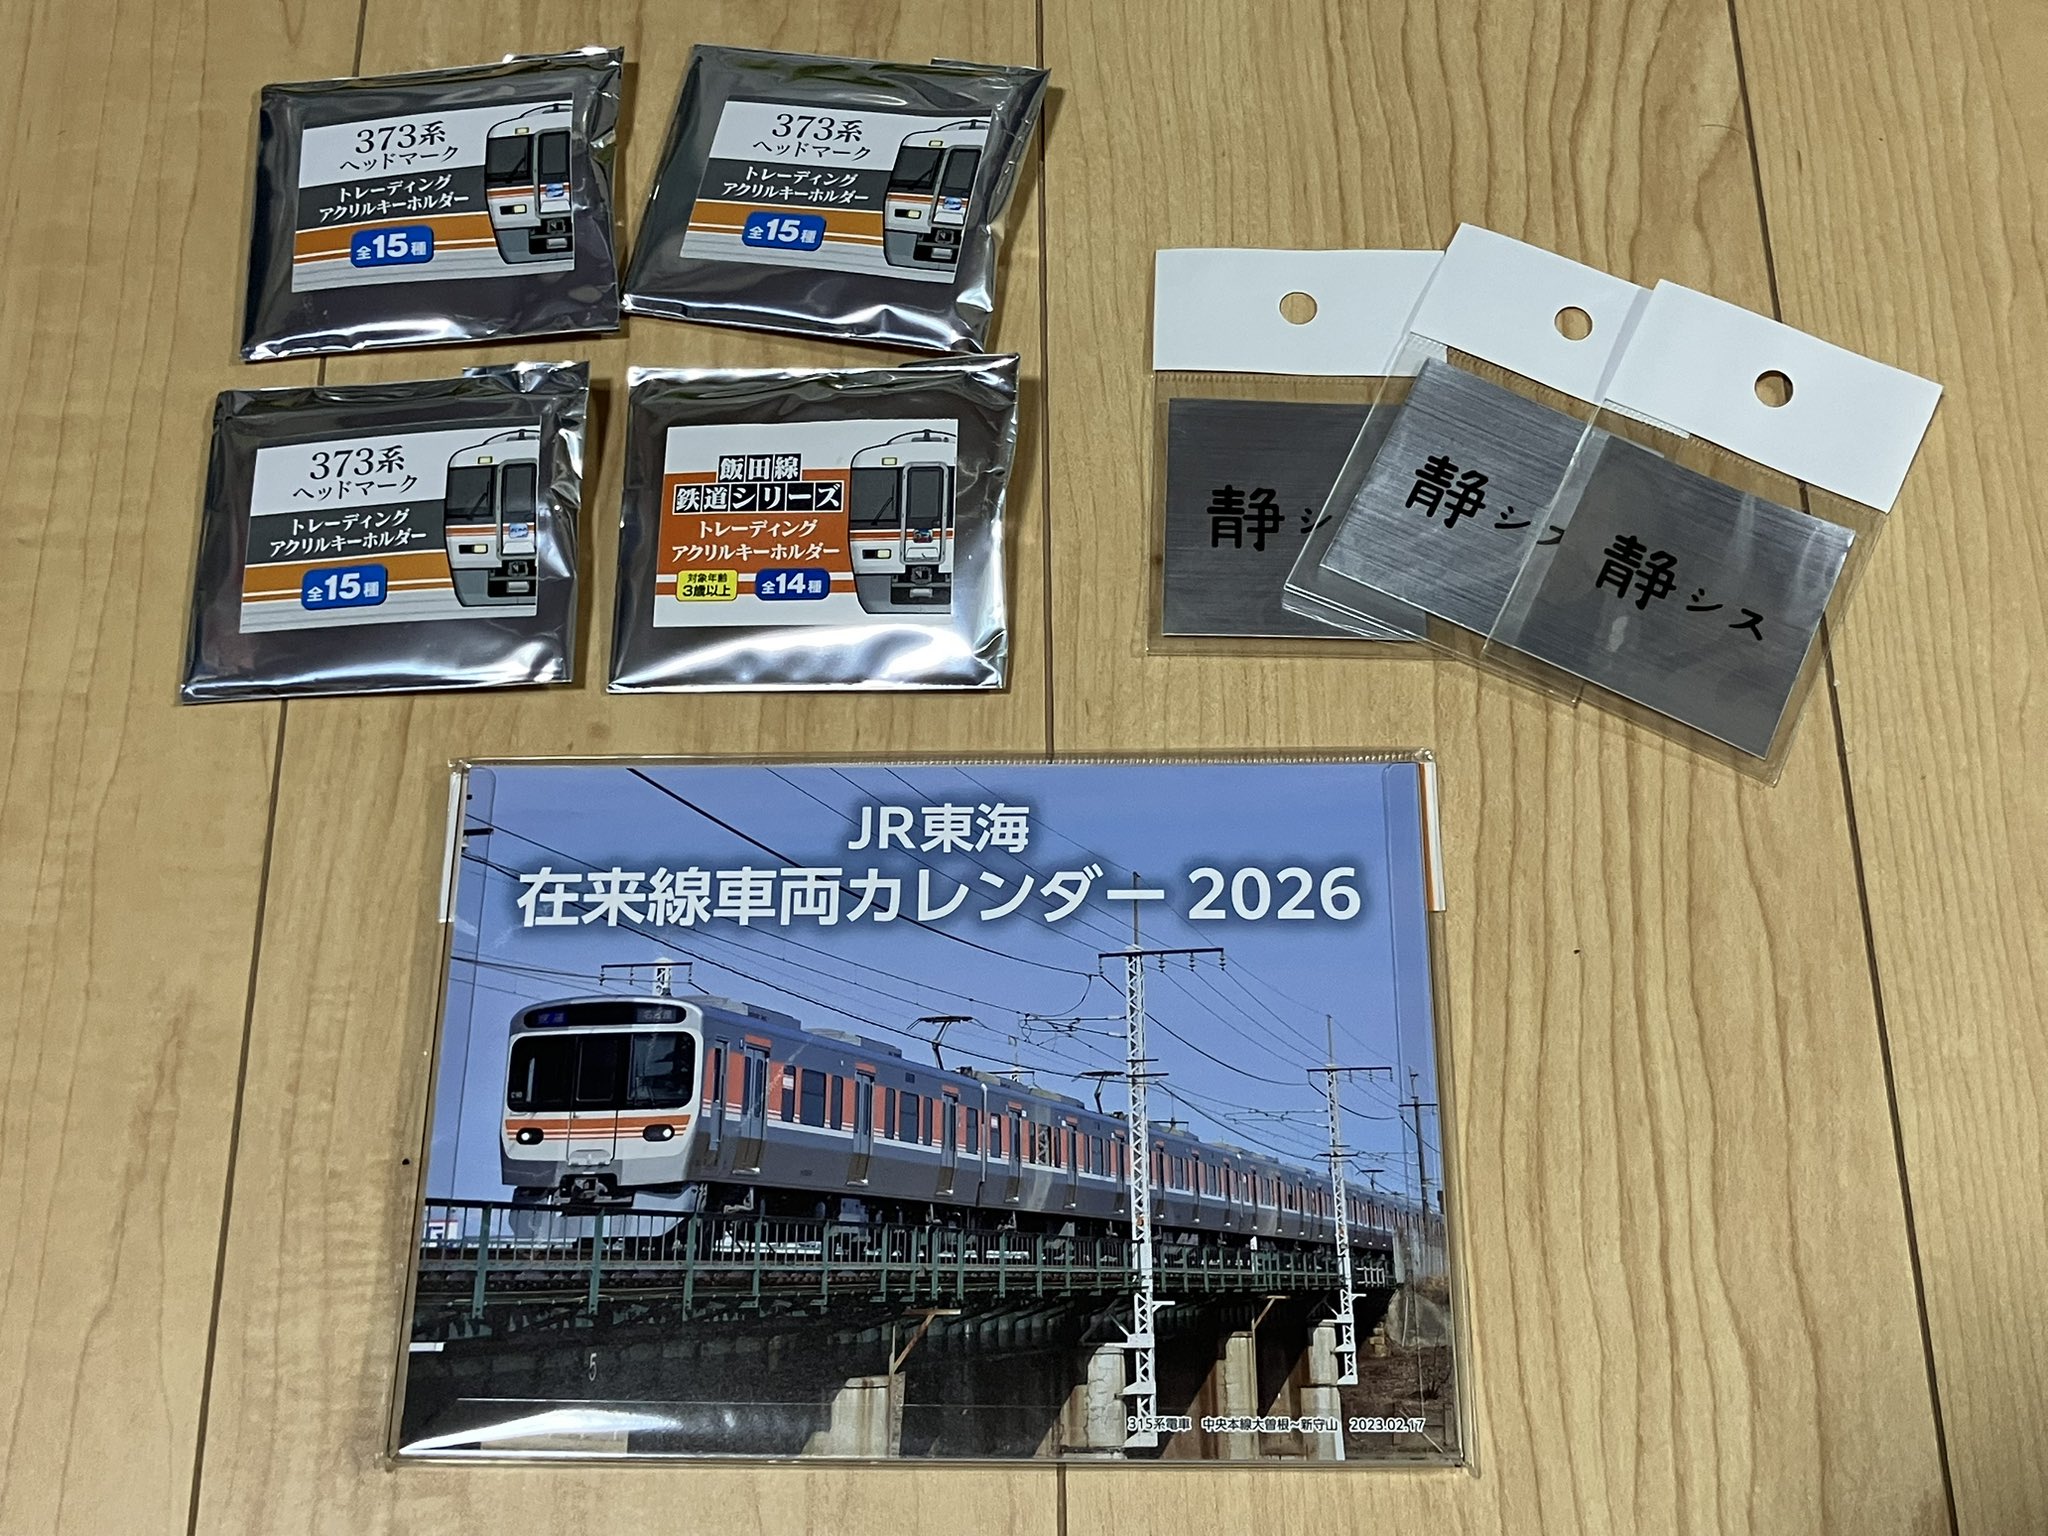 373系
ヘッドマーク
トレーディング
アクリルキーホルダー
全15種
373系
ヘッドマーク
トレーディング
アクリルキーホルダー
全15種
373系
ヘッドマーク
トレーディング
アクリルキーホルダー
全15種
飯田線
鉄道シリーズ
トレーディング
アクリルキーホルダー
対象年齢
3歳以上
全14種
静シ
静シス
静シス
JR東海
在来線車両カレンダー 2026
快速
名古屋
5
315系電車 中央本線大曽根～新守山 2023.02.17